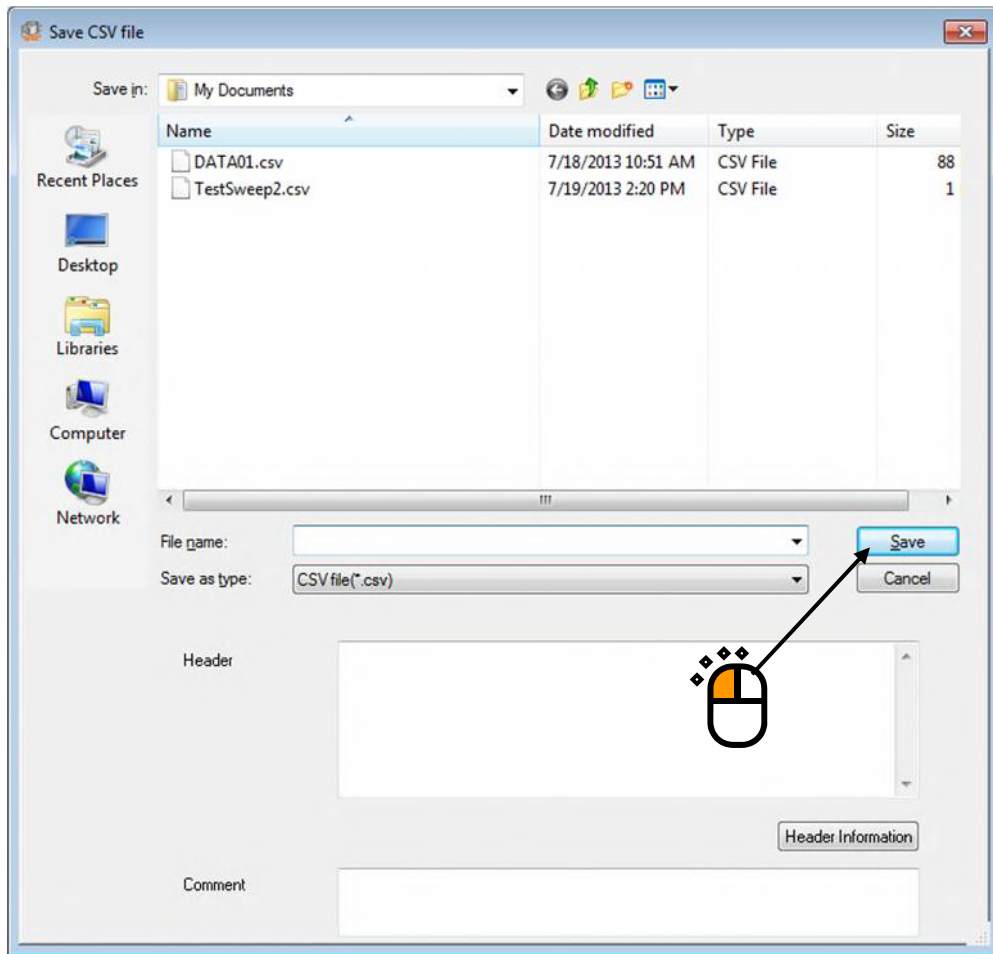 Save CSV file
Save in: My Documents
Name Date modified Type Size
DATA01.csv 7/18/2013 10:51 AM CSV File 88
TestSweep2.csv 7/19/2013 2:20 PM CSV File 1
Recent Places
Desktop
Libraries
Computer
Network
File name: Save
Save as type: CSV file(*.csv) Cancel
Header
Header Information
Comment